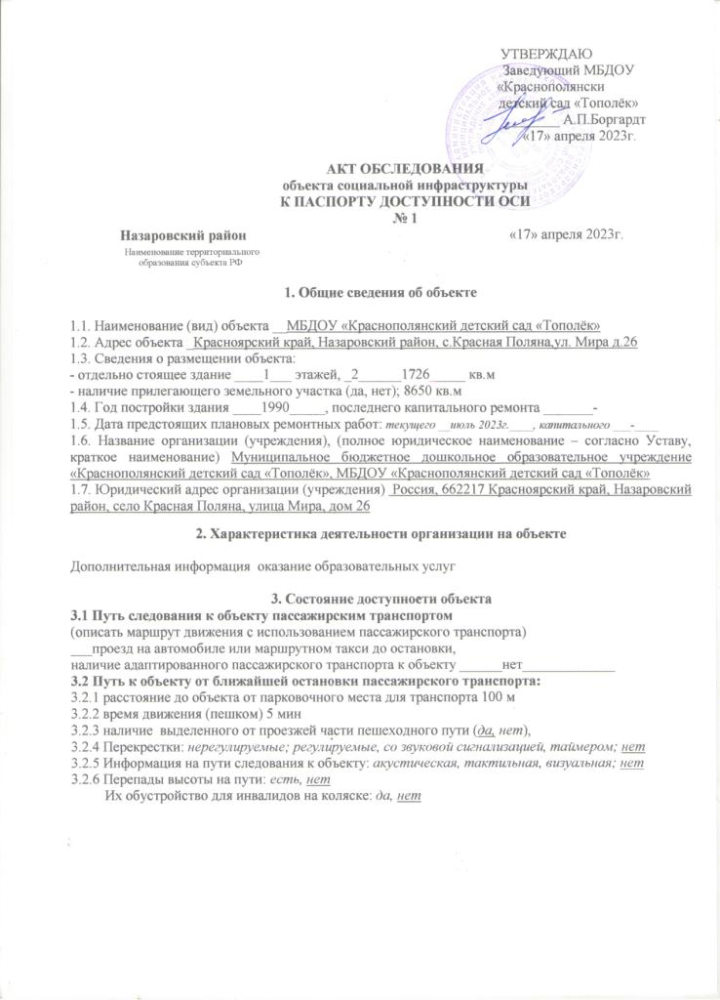 УТВЕРЖДАЮ
Заведующий МБДОУ
«Краснополянски
детский сад «Тополёк»
______ А.П.Боргардт
«17» апреля 2023г.
АКТ ОБСЛЕДОВАНИЯ
объекта социальной инфраструктуры
К ПАСПОРТУ ДОСТУПНОСТИ ОСИ
№ 1
Назаровский район «17» апреля 2023г.
Наименование территориального
образования субъекта РФ
1. Общие сведения об объекте
1.1. Наименование (вид) объекта __МБДОУ «Краснополянский детский сад «Тополёк»
1.2. Адрес объекта _Красноярский край, Назаровский район, с.Красная Поляна,ул. Мира д.26
1.3. Сведения о размещении объекта:
- отдельно стоящее здание ____1___ этажей, _2______1726_____ кв.м
- наличие прилегающего земельного участка (да, нет); 8650 кв.м
1.4. Год постройки здания ____1990_____, последнего капитального ремонта _______-
1.5. Дата предстоящих плановых ремонтных работ: текущего __июль 2023г.____, капитального ___-____
1.6. Название организации (учреждения), (полное юридическое наименование – согласно Уставу,
краткое наименование) Муниципальное бюджетное дошкольное образовательное учреждение
«Краснополянский детский сад «Тополёк», МБДОУ «Краснополянский детский сад «Тополёк»
1.7. Юридический адрес организации (учреждения) _Россия, 662217 Красноярский край, Назаровский
район, село Красная Поляна, улица Мира, дом 26
2. Характеристика деятельности организации на объекте
Дополнительная информация оказание образовательных услуг
3. Состояние доступности объекта
3.1 Путь следования к объекту пассажирским транспортом
(описать маршрут движения с использованием пассажирского транспорта)
___проезд на автомобиле или маршрутном такси до остановки,
наличие адаптированного пассажирского транспорта к объекту ______нет_____________
3.2 Путь к объекту от ближайшей остановки пассажирского транспорта:
3.2.1 расстояние до объекта от парковочного места для транспорта 100 м
3.2.2 время движения (пешком) 5 мин
3.2.3 наличие выделенного от проезжей части пешеходного пути (да, нет),
3.2.4 Перекрестки: нерегулируемые; регулируемые, со звуковой сигнализацией, таймером; нет
3.2.5 Информация на пути следования к объекту: акустическая, тактильная, визуальная; нет
3.2.6 Перепады высоты на пути: есть, нет
Их обустройство для инвалидов на коляске: да, нет